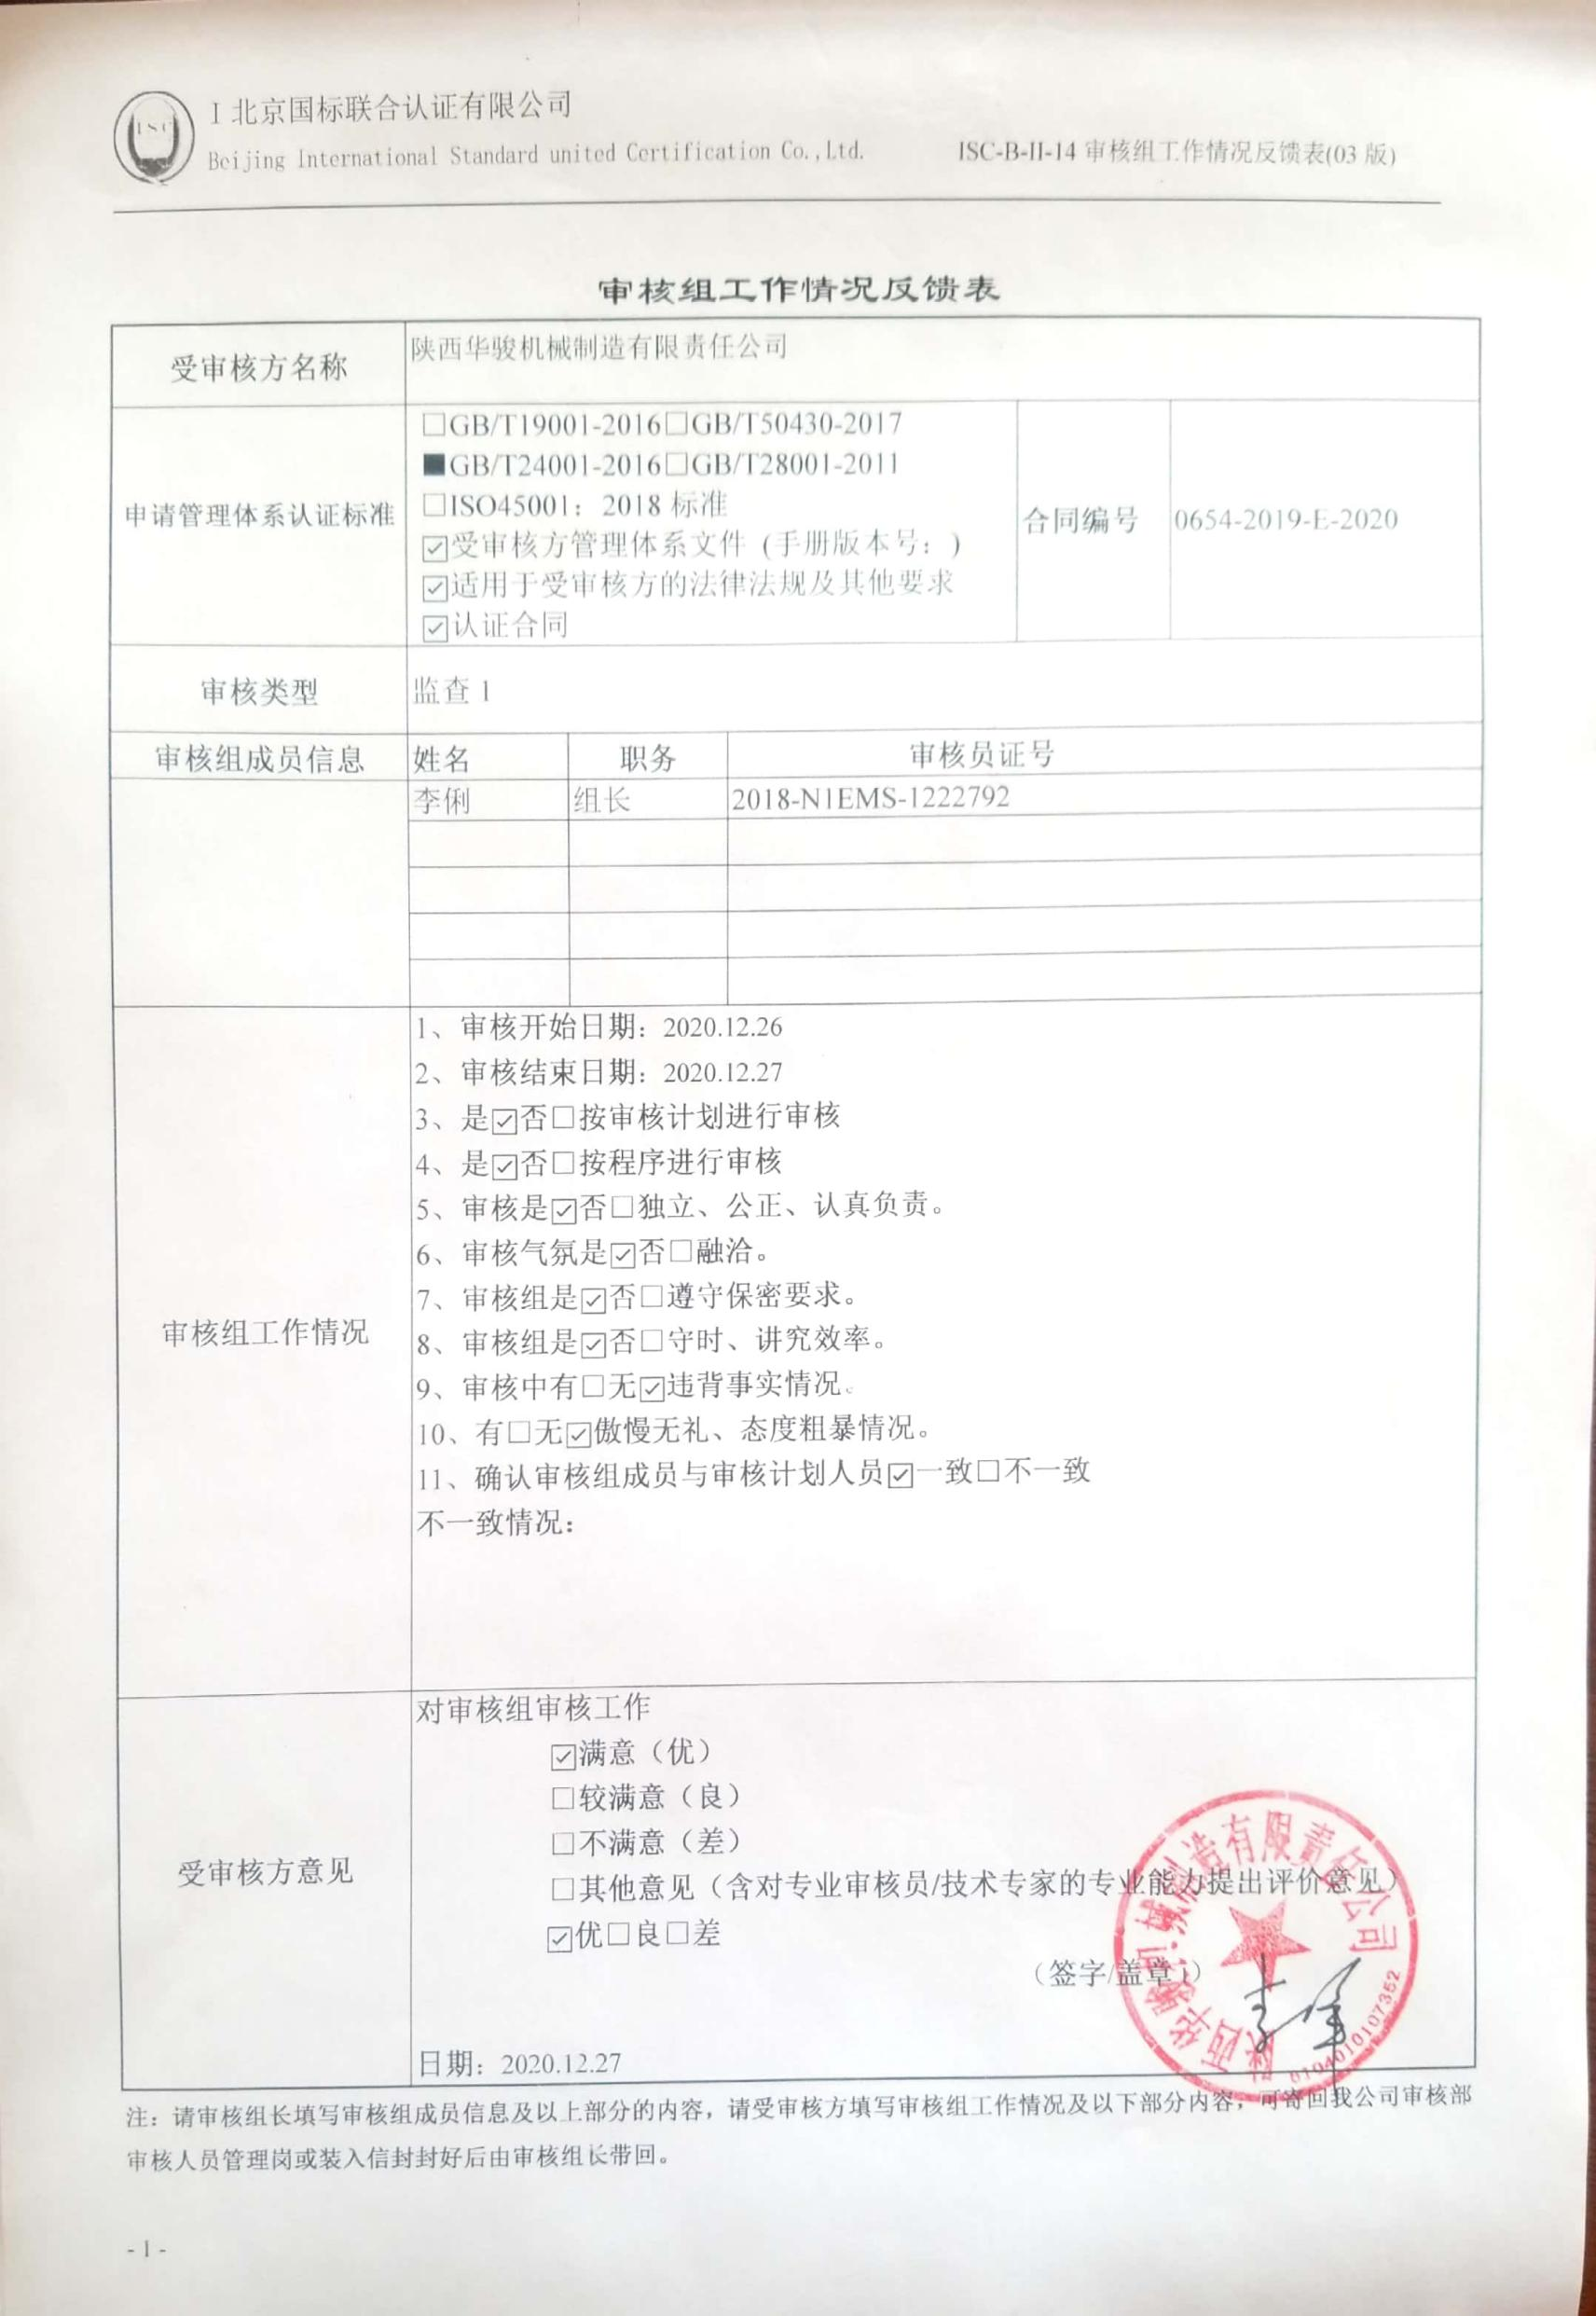 ISC
I 北京国标联合认证有限公司
Beijing International Standard united Certification Co.,Ltd.
ISC-B-II-14 审核组工作情况反馈表(03 版)
审核组工作情况反馈表
受审核方名称
陕西华骏机械制造有限责任公司
申请管理体系认证标准
□GB/T19001-2016□GB/T50430-2017
■GB/T24001-2016□GB/T28001-2011
□ISO45001：2018 标准
☑受审核方管理体系文件（手册版本号：）
☑适用于受审核方的法律法规及其他要求
☑认证合同
合同编号
0654-2019-E-2020
审核类型
监查 1
审核组成员信息
姓名 职务 审核员证号
李俐 组长 2018-N1EMS-1222792
审核组工作情况
1、审核开始日期：2020.12.26
2、审核结束日期：2020.12.27
3、是☑否□按审核计划进行审核
4、是☑否□按程序进行审核
5、审核是☑否□独立、公正、认真负责。
6、审核气氛是☑否□融洽。
7、审核组是☑否□遵守保密要求。
8、审核组是☑否□守时、讲究效率。
9、审核中有□无☑违背事实情况。
10、有□无☑傲慢无礼、态度粗暴情况。
11、确认审核组成员与审核计划人员☑一致□不一致
不一致情况：
受审核方意见
对审核组审核工作
☑满意（优）
□较满意（良）
□不满意（差）
□其他意见（含对专业审核员/技术专家的专业能力提出评价意见）
☑优□良□差
（签字/盖章）
陕西华骏机械制造有限责任公司
日期：2020.12.27
注：请审核组长填写审核组成员信息及以上部分的内容，请受审核方填写审核组工作情况及以下部分内容，可寄回我公司审核部
审核人员管理岗或装入信封封好后由审核组长带回。
- 1 -